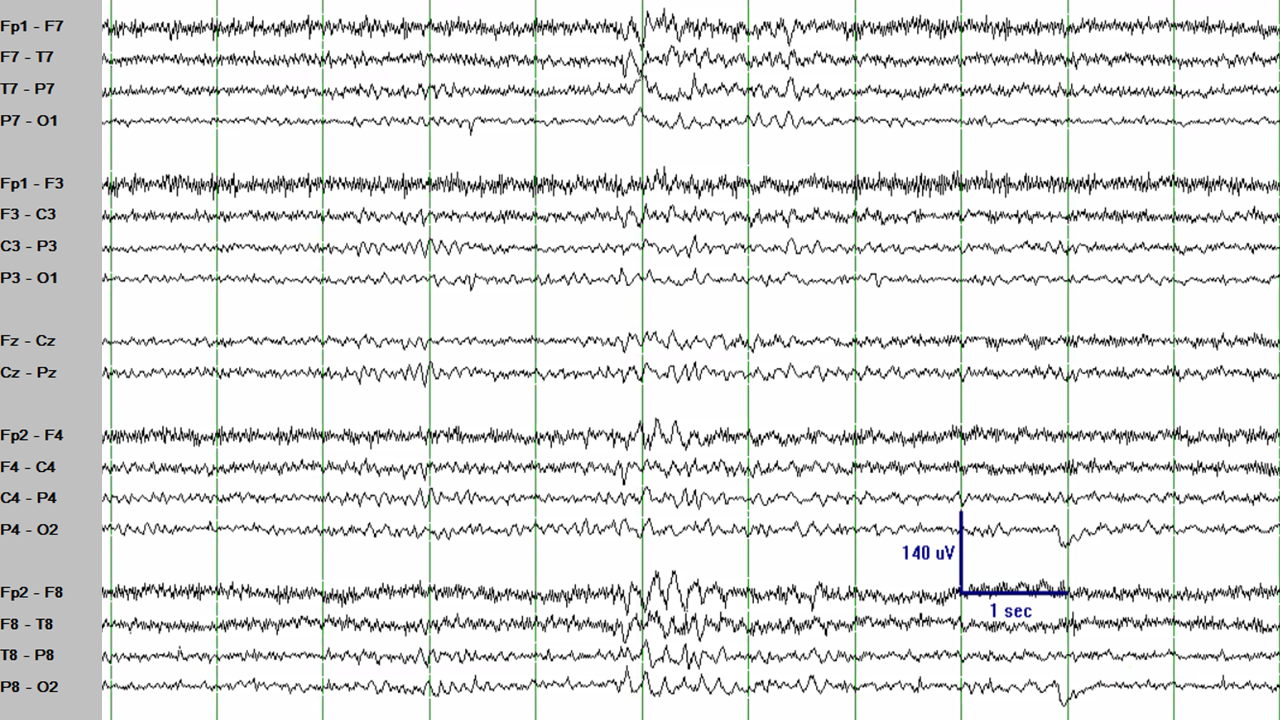 Fp1 - F7
F7 - T7
T7 - P7
P7 - O1
Fp1 - F3
F3 - C3
C3 - P3
P3 - O1
Fz - Cz
Cz - Pz
Fp2 - F4
F4 - C4
C4 - P4
P4 - O2
140 uV
Fp2 - F8
1 sec
F8 - T8
T8 - P8
P8 - O2